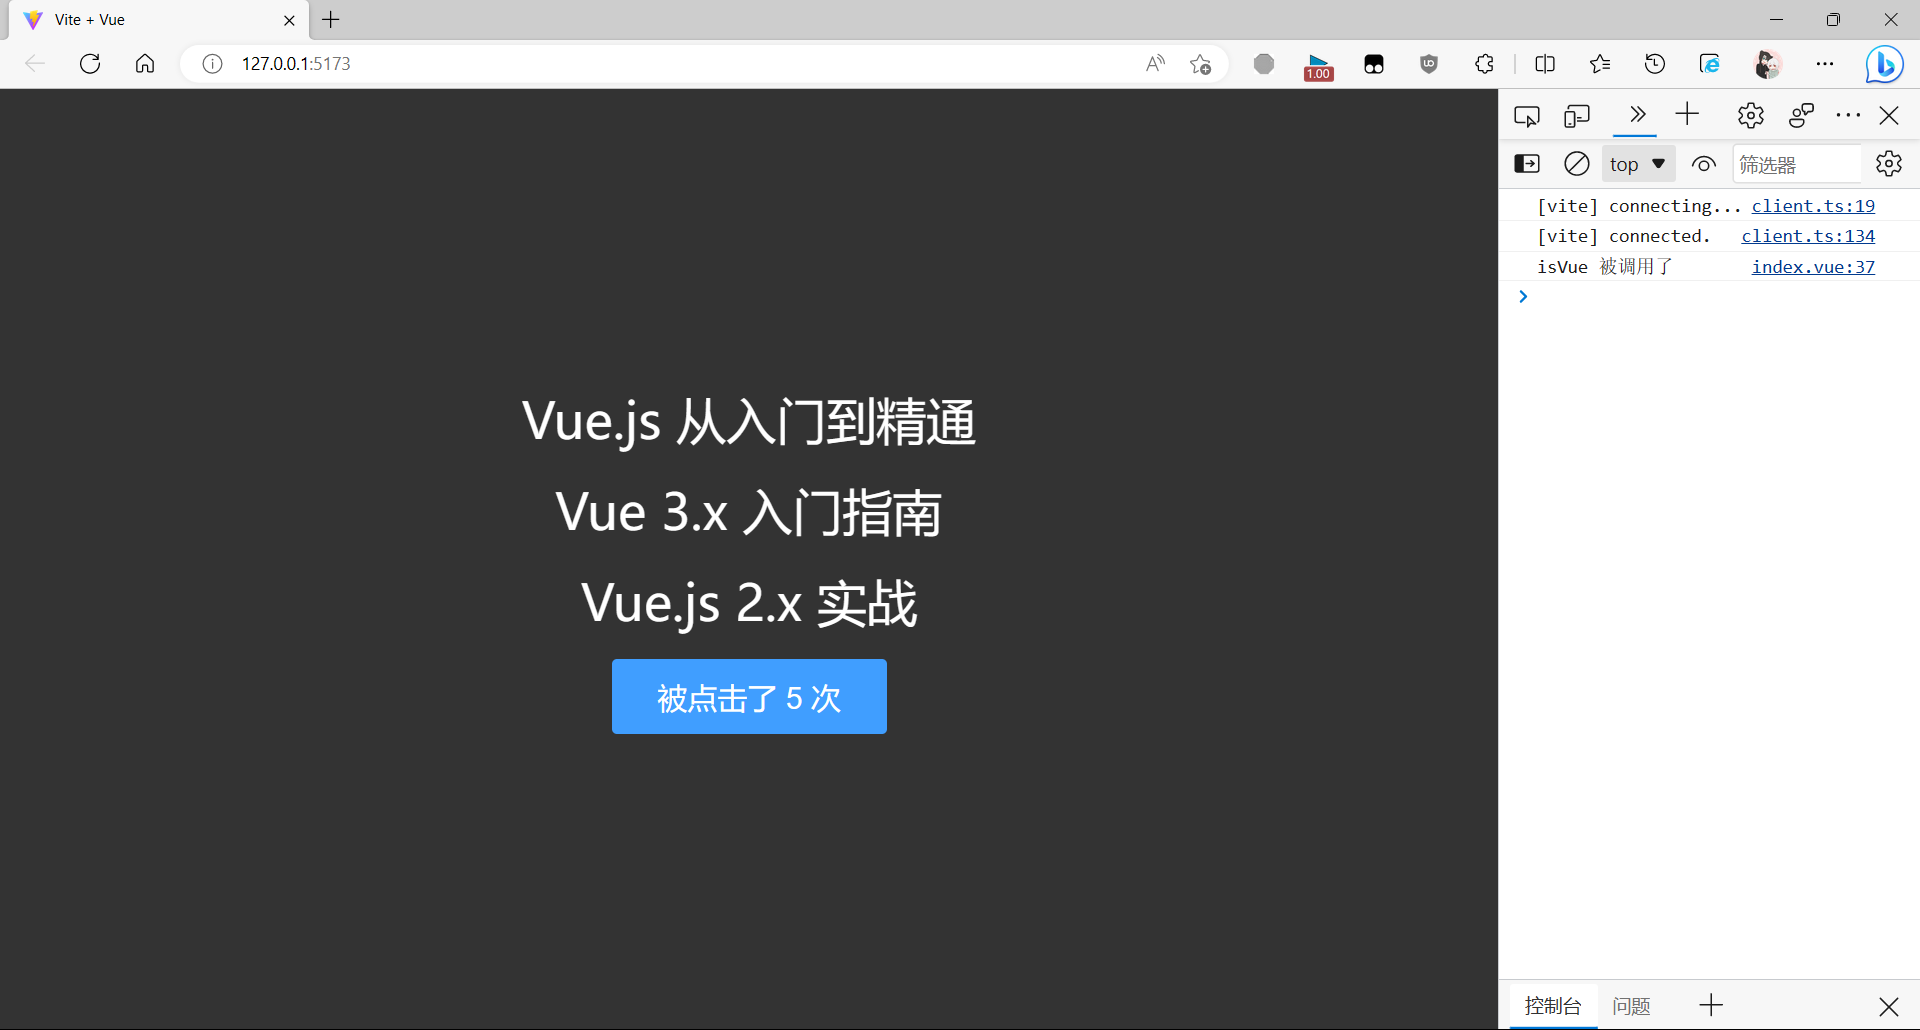 Vite + Vue
127.0.0.1:5173
1.00
top
筛选器
[vite] connecting... client.ts:19
[vite] connected. client.ts:134
isVue 被调用了 index.vue:37
Vue.js 从入门到精通
Vue 3.x 入门指南
Vue.js 2.x 实战
被点击了 5 次
控制台 问题